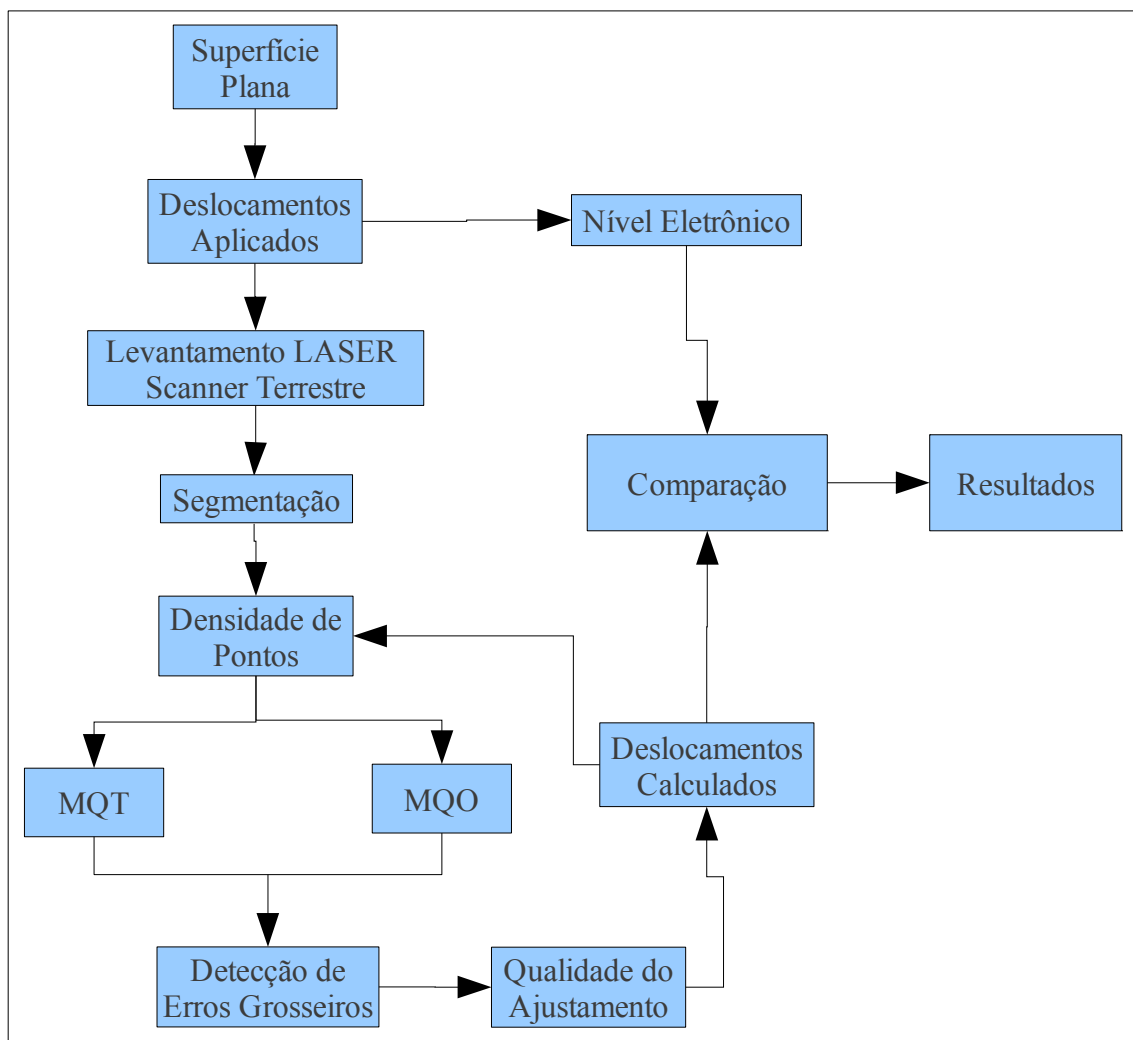 Superfície
Plana
Deslocamentos
Aplicados
Nível Eletrônico
Levantamento LASER
Scanner Terrestre
Comparação
Resultados
Segmentação
Densidade de
Pontos
Deslocamentos
Calculados
MQT
MQO
Detecção de
Erros Grosseiros
Qualidade do
Ajustamento